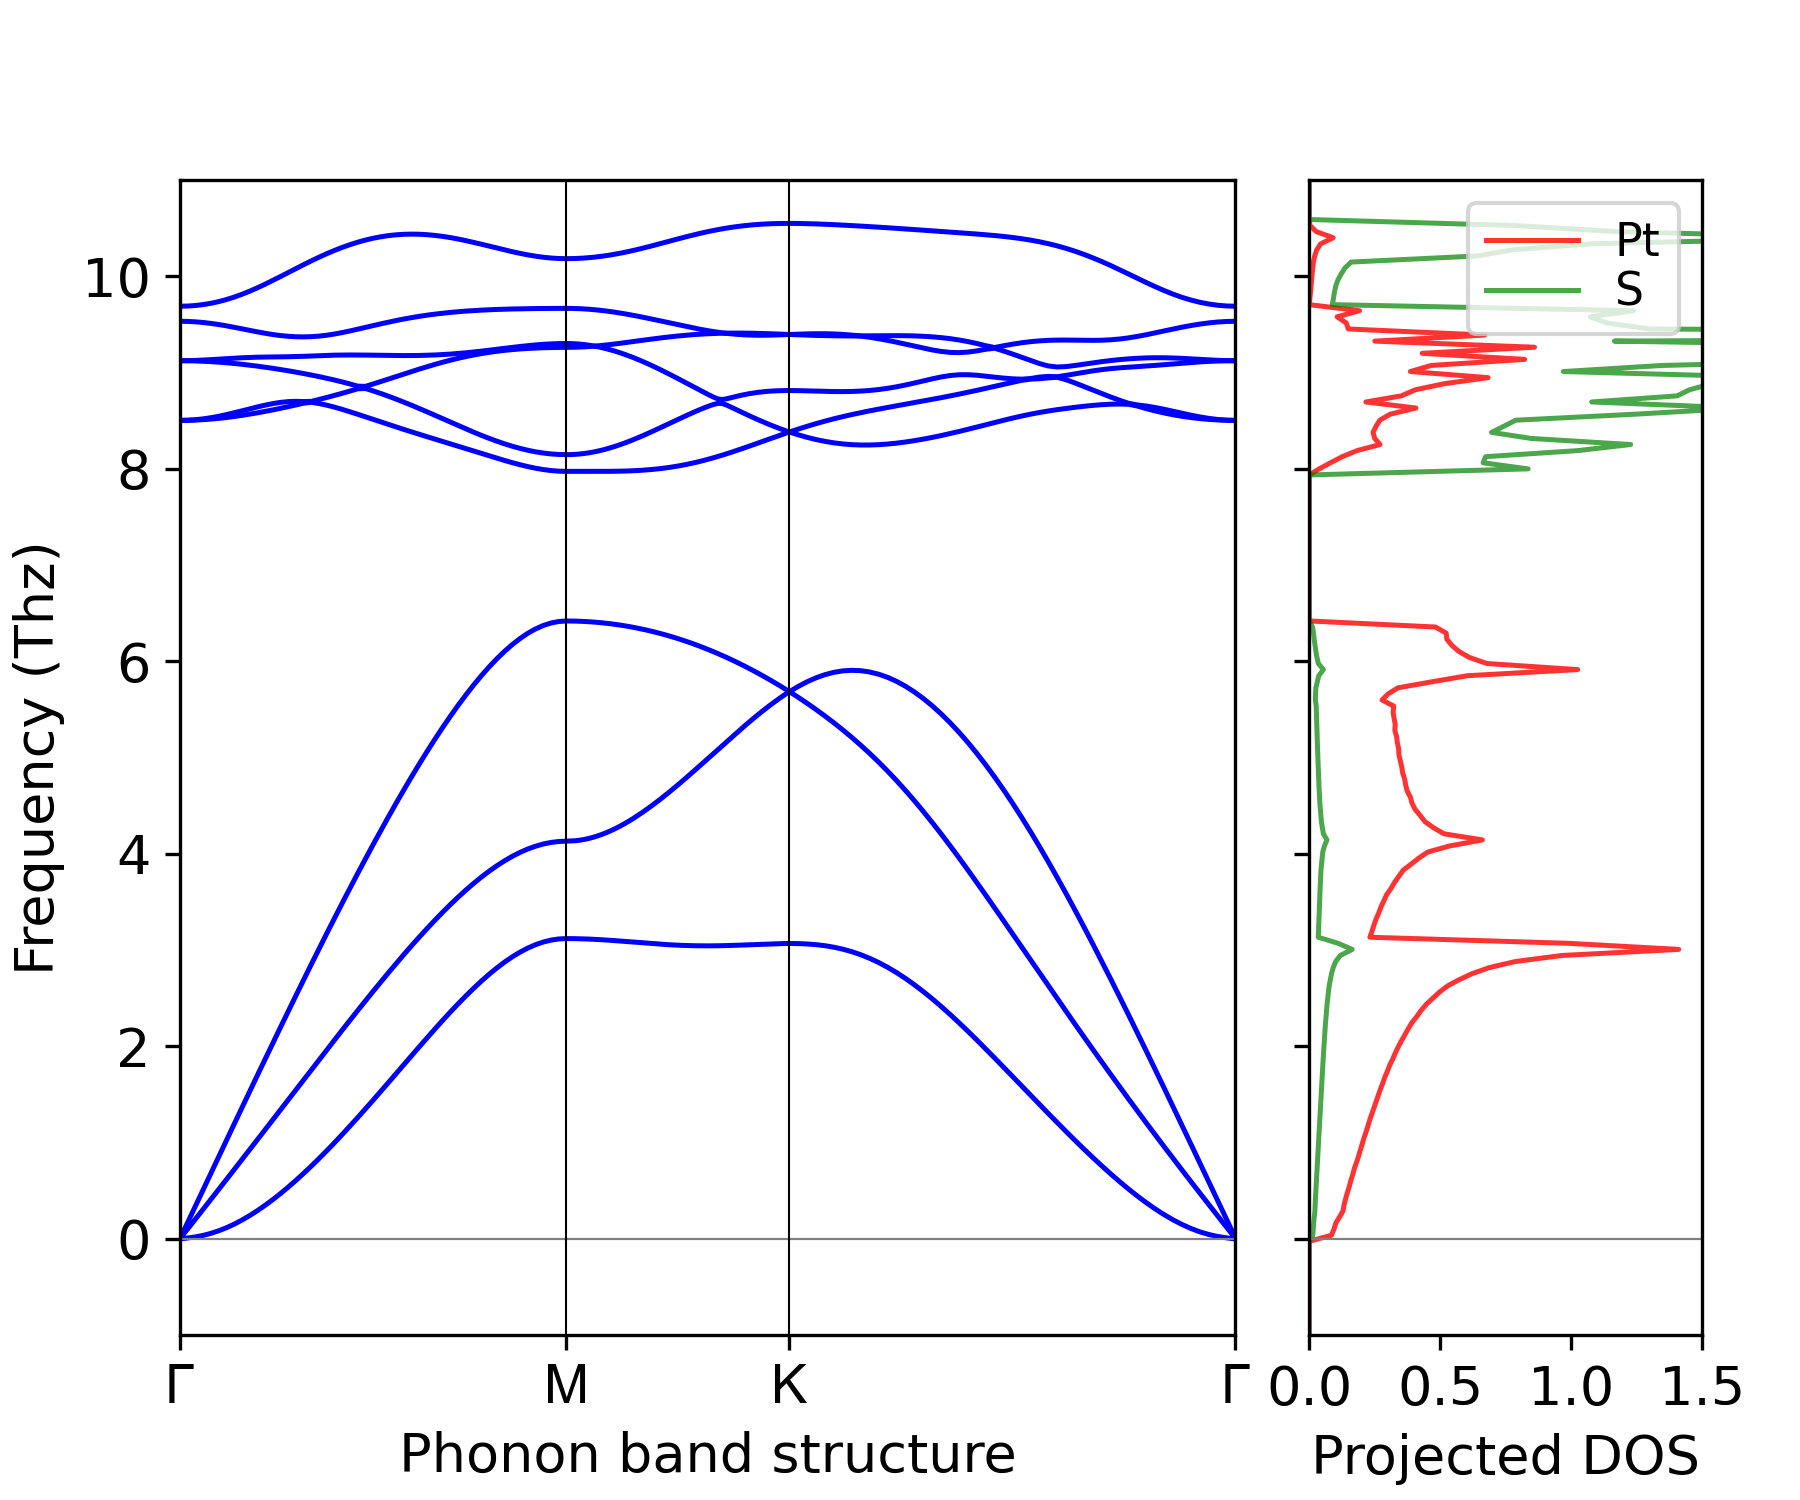 Frequency (Thz)
10
8
6
4
2
0
Γ M K Γ
Phonon band structure
Pt
S
0.0 0.5 1.0 1.5
Projected DOS